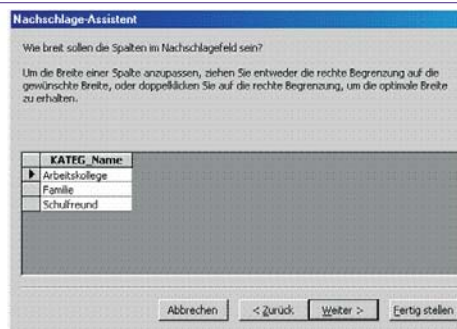 Nachschlage-Assistent
Wie breit sollen die Spalten im Nachschlagefeld sein?
Um die Breite einer Spalte anzupassen, ziehen Sie entweder die rechte Begrenzung auf die
gewünschte Breite, oder doppelklicken Sie auf die rechte Begrenzung, um die optimale Breite
zu erhalten.
KATEG_Name
Arbeitskollege
Familie
Schulfreund
Abbrechen < Zurück Weiter > Fertig stellen